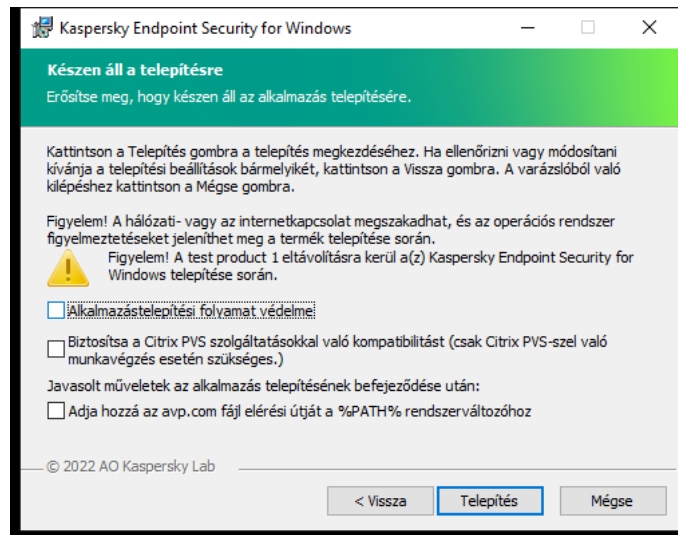 Kaspersky Endpoint Security for Windows
Készen áll a telepítésre
Erősítse meg, hogy készen áll az alkalmazás telepítésére.
Kattintson a Telepítés gombra a telepítés megkezdéséhez. Ha ellenőrizni vagy módosítani
kívánja a telepítési beállítások bármelyikét, kattintson a Vissza gombra. A varázslóból való
kilépéshez kattintson a Mégse gombra.
Figyelem! A hálózati- vagy az internetkapcsolat megszakadhat, és az operációs rendszer
figyelmeztetéseket jeleníthet meg a termék telepítése során.
Figyelem! A test product 1 eltávolításra kerül a(z) Kaspersky Endpoint Security for
Windows telepítése során.
Alkalmazástelepítési folyamat védelme
Biztosítsa a Citrix PVS szolgáltatásokkal való kompatibilitást (csak Citrix PVS-szel való
munkavégzés esetén szükséges.)
Javasolt műveletek az alkalmazás telepítésének befejeződése után:
Adja hozzá az avp.com fájl elérési útját a %PATH% rendszerváltozóhoz
© 2022 AO Kaspersky Lab
< Vissza
Telepítés
Mégse